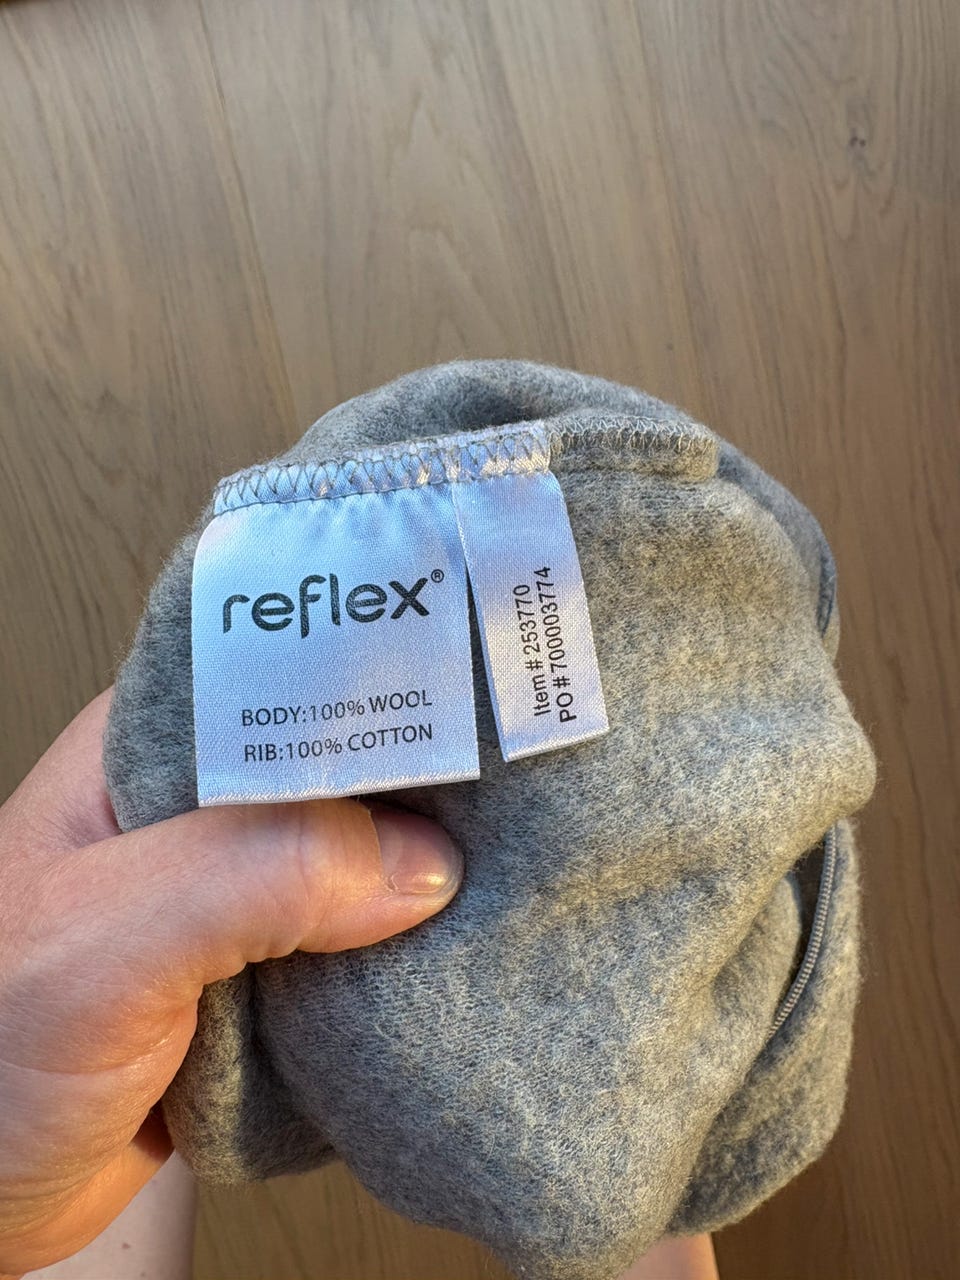 reflex®
BODY:100% WOOL
RIB:100% COTTON
Item # 253770
PO # 700003774